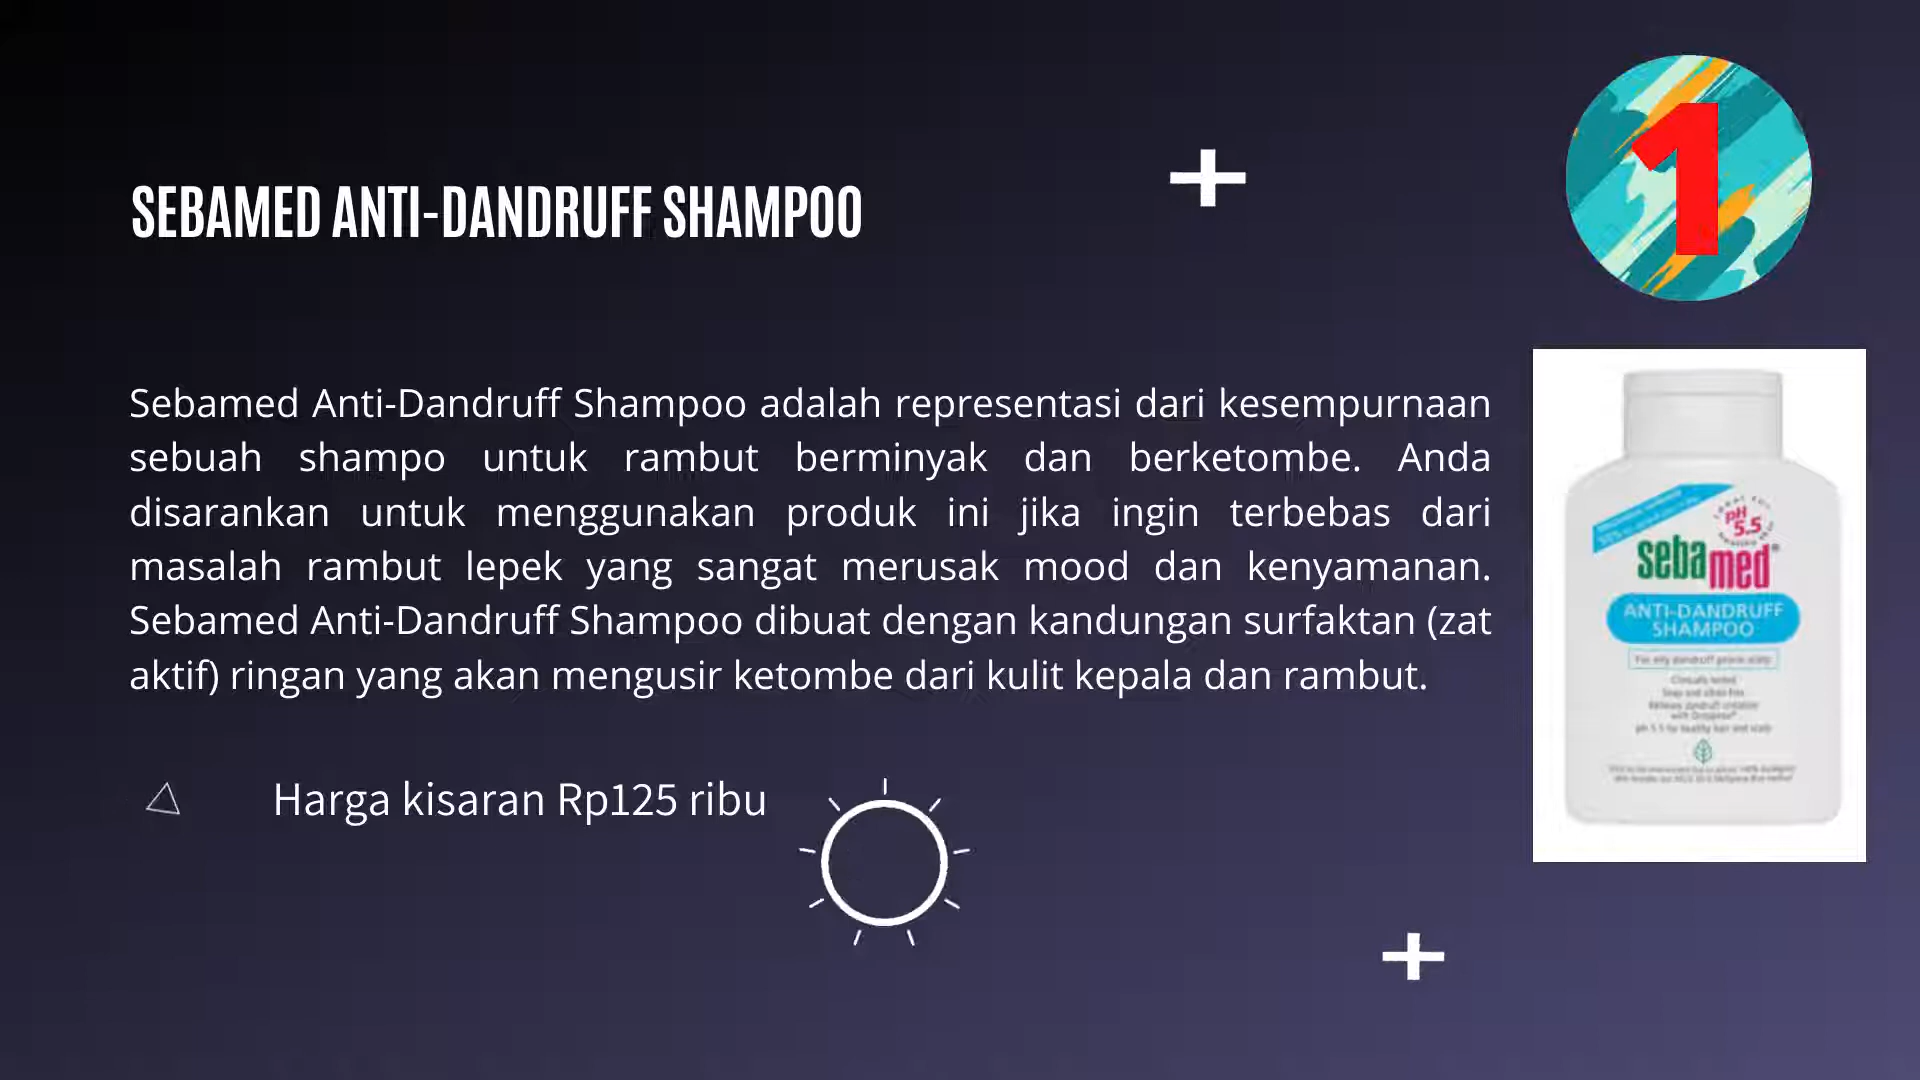 1
SEBAMED ANTI-DANDRUFF SHAMPOO
Sebamed Anti-Dandruff Shampoo adalah representasi dari kesempurnaan
sebuah shampo untuk rambut berminyak dan berketombe. Anda
disarankan untuk menggunakan produk ini jika ingin terbebas dari
masalah rambut lepek yang sangat merusak mood dan kenyamanan.
Sebamed Anti-Dandruff Shampoo dibuat dengan kandungan surfaktan (zat
aktif) ringan yang akan mengusir ketombe dari kulit kepala dan rambut.
Harga kisaran Rp125 ribu
pH
5.5
sebamed
ANTI-DANDRUFF
SHAMPOO